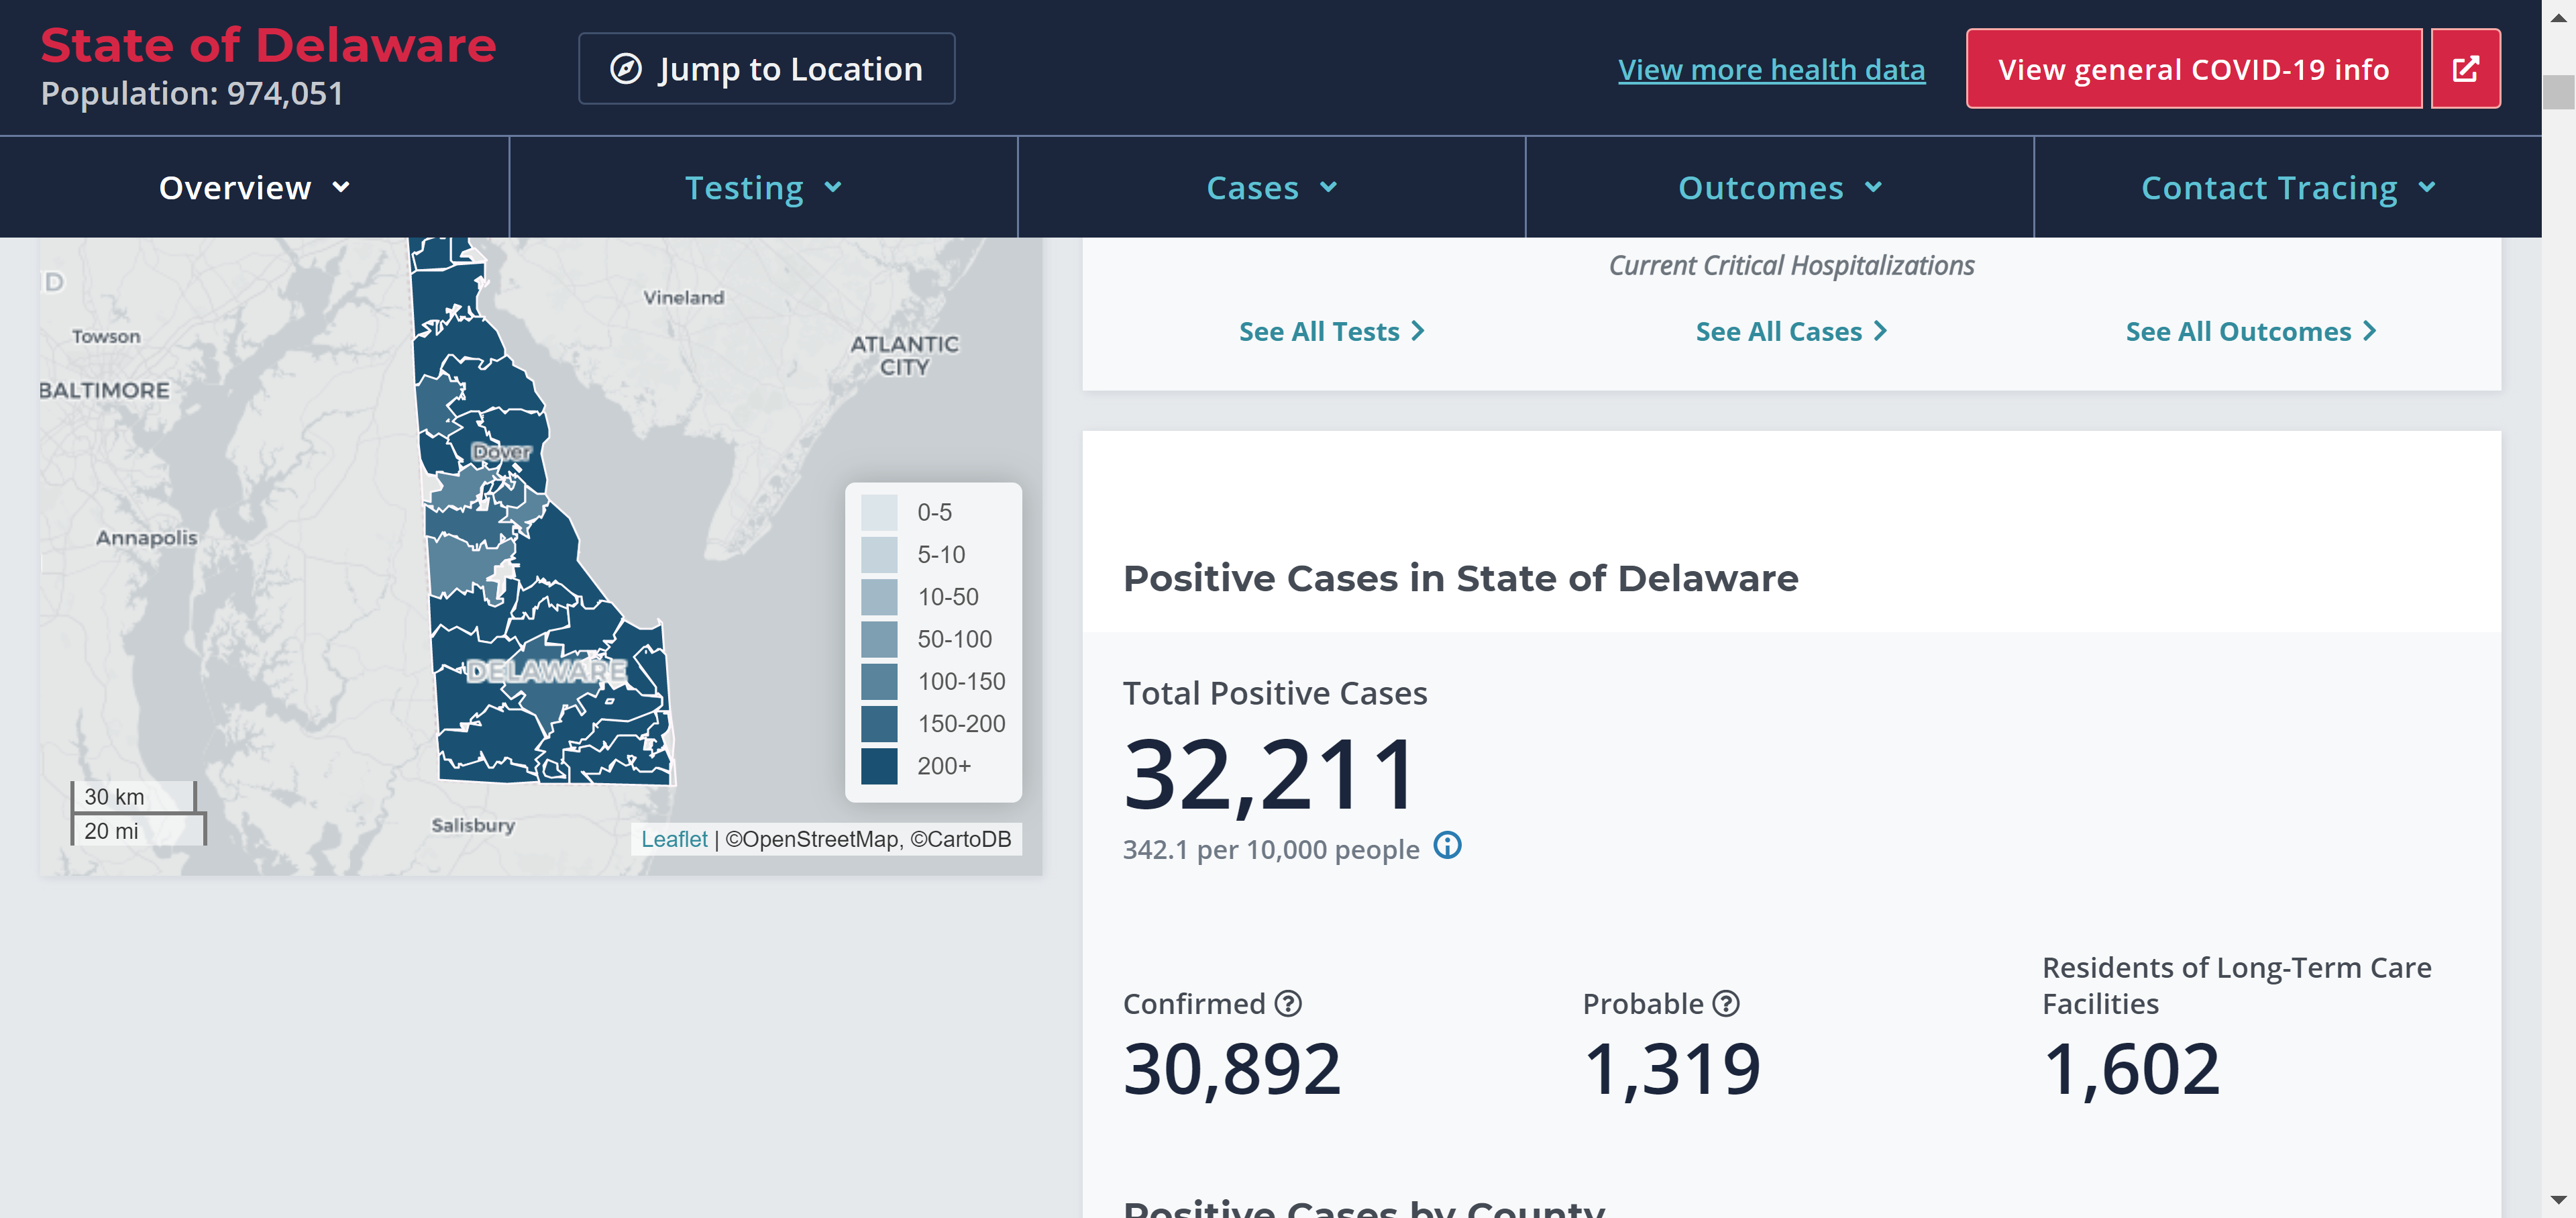 State of Delaware
Population: 974,051
Jump to Location
View more health data
View general COVID-19 info
Overview
Testing
Cases
Outcomes
Contact Tracing
D
Towson
BALTIMORE
Annapolis
Vineland
ATLANTIC
CITY
Dover
DELAWARE
Salisbury
0-5
5-10
10-50
50-100
100-150
150-200
200+
30 km
20 mi
Leaflet | ©OpenStreetMap, ©CartoDB
Current Critical Hospitalizations
See All Tests
See All Cases
See All Outcomes
Positive Cases in State of Delaware
Total Positive Cases
32,211
342.1 per 10,000 people
Confirmed
30,892
Probable
1,319
Residents of Long-Term Care
Facilities
1,602
Positive Cases by County